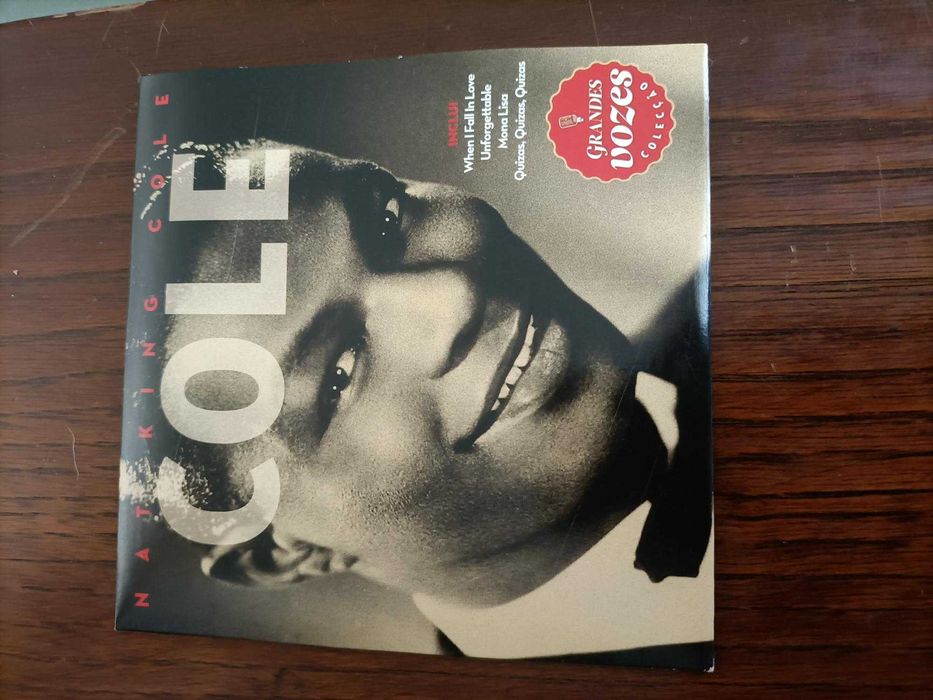 NAT KING COLE
COLE
INCLUI
When I Fall In Love
Unforgettable
Mona Lisa
Quizas, Quizas, Quizas
GRANDES
vozes
COLECÇÃO